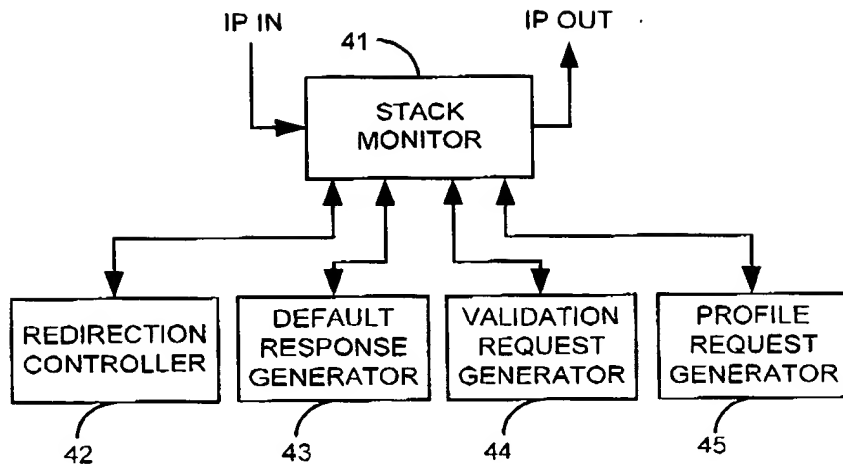 IP IN
IP OUT
41
STACK
MONITOR
REDIRECTION
CONTROLLER
DEFAULT
RESPONSE
GENERATOR
VALIDATION
REQUEST
GENERATOR
PROFILE
REQUEST
GENERATOR
42
43
44
45